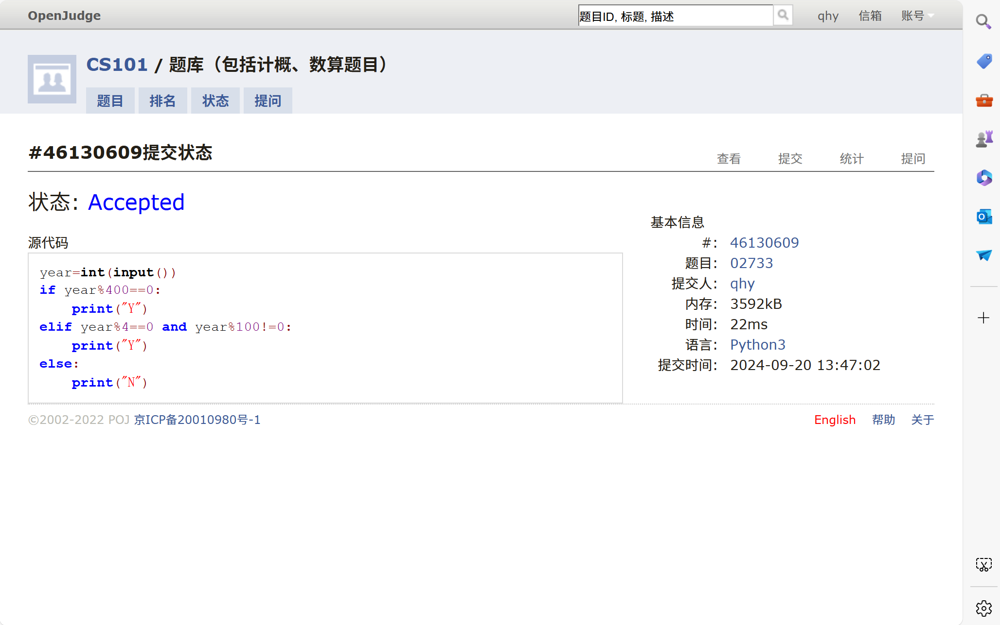 OpenJudge
题目ID, 标题, 描述
qhy 信箱 账号
CS101 / 题库（包括计概、数算题目）
题目 排名 状态 提问
#46130609提交状态
查看 提交 统计 提问
状态: Accepted
源代码
year=int(input())
if year%400==0:
    print("Y")
elif year%4==0 and year%100!=0:
    print("Y")
else:
    print("N")
基本信息
#: 46130609
题目: 02733
提交人: qhy
内存: 3592kB
时间: 22ms
语言: Python3
提交时间: 2024-09-20 13:47:02
©2002-2022 POJ 京ICP备20010980号-1
English 帮助 关于